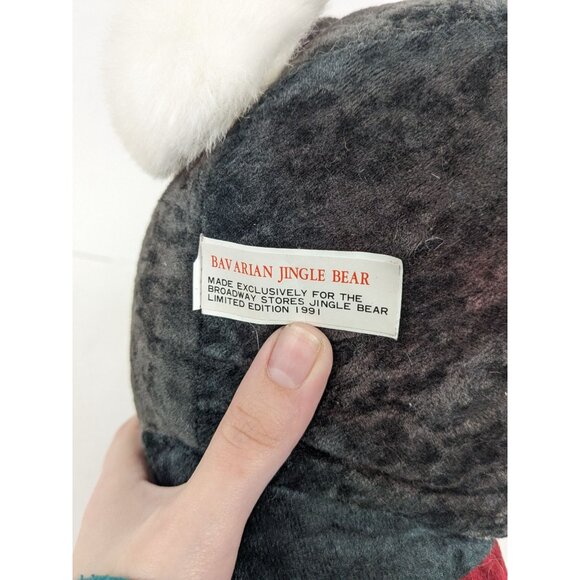 BAVARIAN JINGLE BEAR
MADE EXCLUSIVELY FOR THE
BROADWAY STORES JINGLE BEAR
LIMITED EDITION 1991